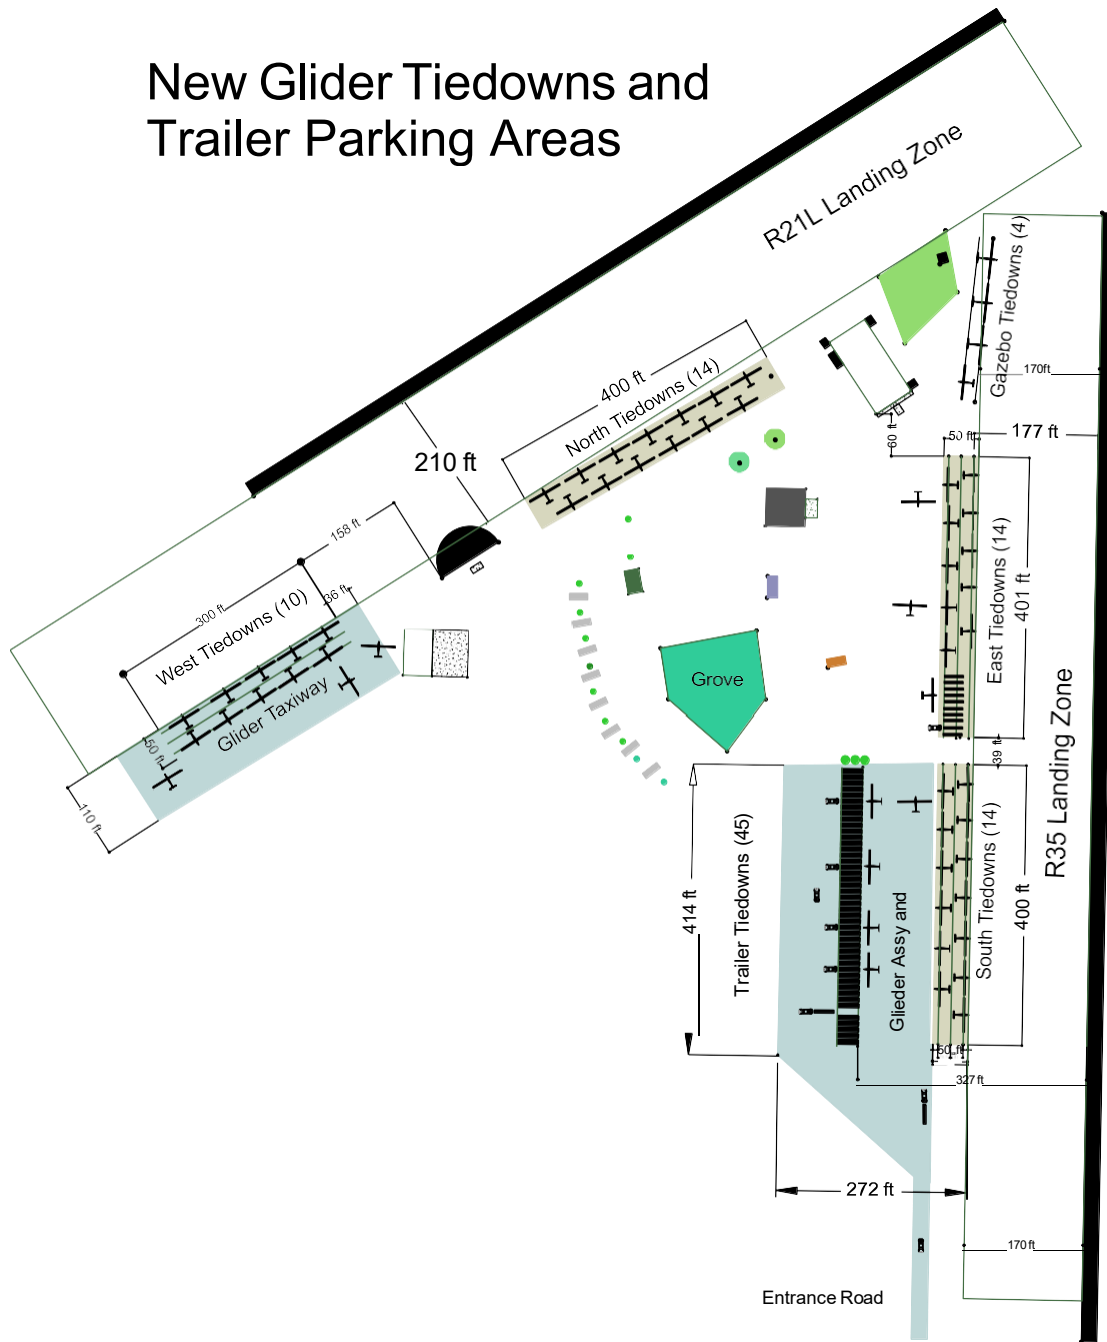 New Glider Tiedowns and
Trailer Parking Areas
R21L Landing Zone
Gazebo Tiedowns (4)
170ft
400 ft
North Tiedowns (14)
60 ft
50 ft
177 ft
210 ft
158 ft
36 ft
300 ft
West Tiedowns (10)
Glider Taxiway
50 ft
110 ft
East Tiedowns (14)
401 ft
Grove
39 ft
R35 Landing Zone
414 ft
Trailer Tiedowns (45)
Glieder Assy and
South Tiedowns (14)
400 ft
50 ft
327 ft
272 ft
170 ft
Entrance Road